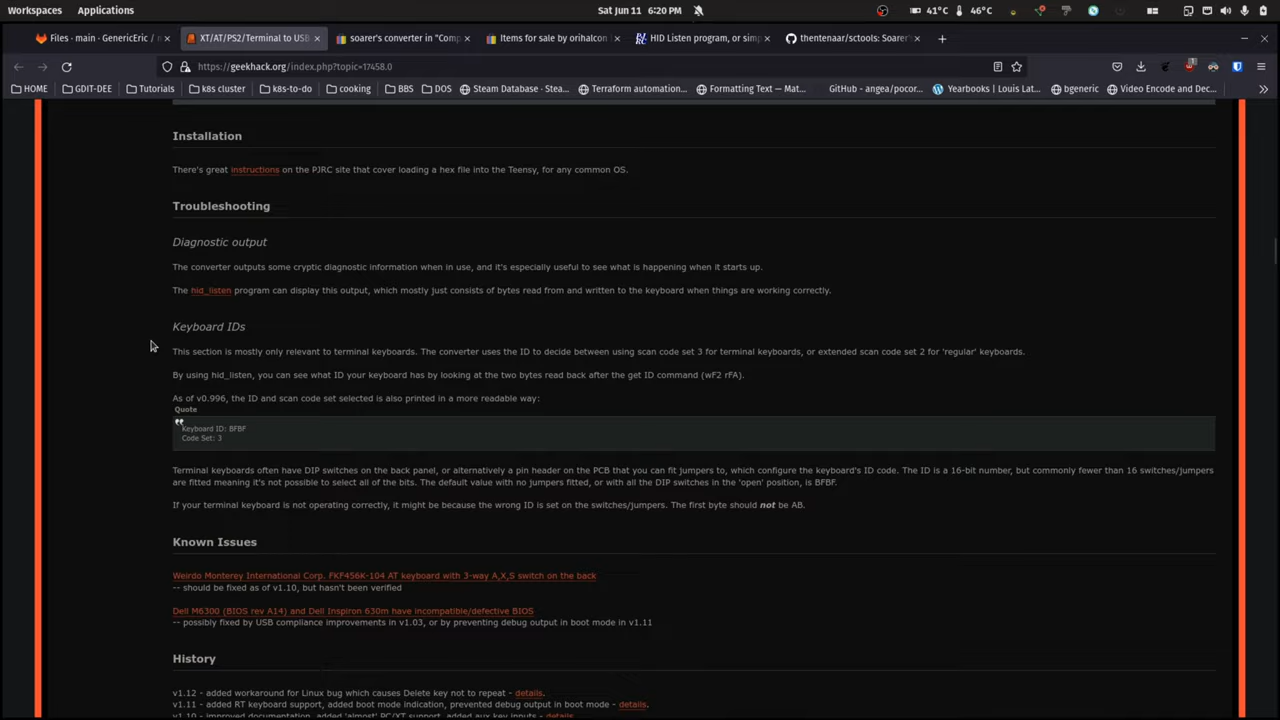 Workspaces Applications Sat Jun 11 6:20 PM 41°C 46°C
Files · main · GenericEric / × XT/AT/PS2/Terminal to USB × soarer's converter in "Comp × Items for sale by orihalcon × HID Listen program, or simp × thentenaar/sctools: Soarer' × +
https://geekhack.org/index.php?topic=17458.0
HOME GDIT-DEE Tutorials k8s cluster k8s-to-do cooking BBS DOS Steam Database · Stea... Terraform automation... Formatting Text — Mat... GitHub - angea/pocor... Yearbooks | Louis Lat... bgeneric Video Encode and Dec...
Installation
There's great instructions on the PJRC site that cover loading a hex file into the Teensy, for any common OS.
Troubleshooting
Diagnostic output
The converter outputs some cryptic diagnostic information when in use, and it's especially useful to see what is happening when it starts up.
The hid_listen program can display this output, which mostly just consists of bytes read from and written to the keyboard when things are working correctly.
Keyboard IDs
This section is mostly only relevant to terminal keyboards. The converter uses the ID to decide between using scan code set 3 for terminal keyboards, or extended scan code set 2 for 'regular' keyboards.
By using hid_listen, you can see what ID your keyboard has by looking at the two bytes read back after the get ID command (wF2 rFA).
As of v0.996, the ID and scan code set selected is also printed in a more readable way:
Quote
Keyboard ID: BFBF
Code Set: 3
Terminal keyboards often have DIP switches on the back panel, or alternatively a pin header on the PCB that you can fit jumpers to, which configure the keyboard's ID code. The ID is a 16-bit number, but commonly fewer than 16 switches/jumpers
are fitted meaning it's not possible to select all of the bits. The default value with no jumpers fitted, or with all the DIP switches in the 'open' position, is BFBF.
If your terminal keyboard is not operating correctly, it might be because the wrong ID is set on the switches/jumpers. The first byte should not be AB.
Known Issues
Weirdo Monterey International Corp. FKF456K-104 AT keyboard with 3-way A,X,S switch on the back
-- should be fixed as of v1.10, but hasn't been verified
Dell M6300 (BIOS rev A14) and Dell Inspiron 630m have incompatible/defective BIOS
-- possibly fixed by USB compliance improvements in v1.03, or by preventing debug output in boot mode in v1.11
History
v1.12 - added workaround for Linux bug which causes Delete key not to repeat - details.
v1.11 - added RT keyboard support, added boot mode indication, prevented debug output in boot mode - details.
v1.10 - improved documentation, added 'almost' PC/XT support, added aux key inputs - details.